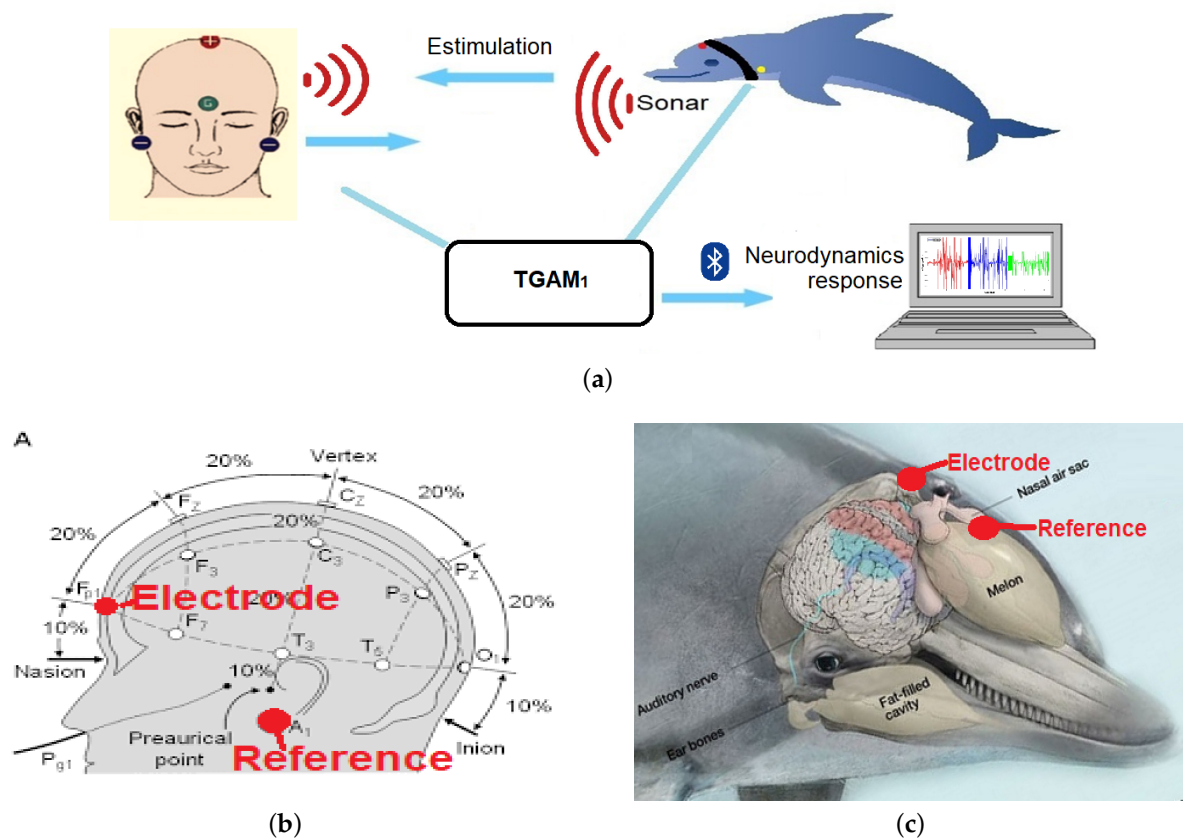 Estimulation
+
G
−
−
Sonar
TGAM1
Neurodynamics
response
(a)
A
Vertex
20%
20%
Cz
Fz
20%
20%
20%
C3
Pz
F3
Fp1
Electrode
20%
P3
20%
10%
F7
T3
T5
O1
Nasion
10%
10%
A1
Preaurical
point
Reference
Inion
Pg1
(b)
Electrode
Nasal air sac
Reference
Melon
Auditory nerve
Fat-filled
cavity
Ear bones
(c)